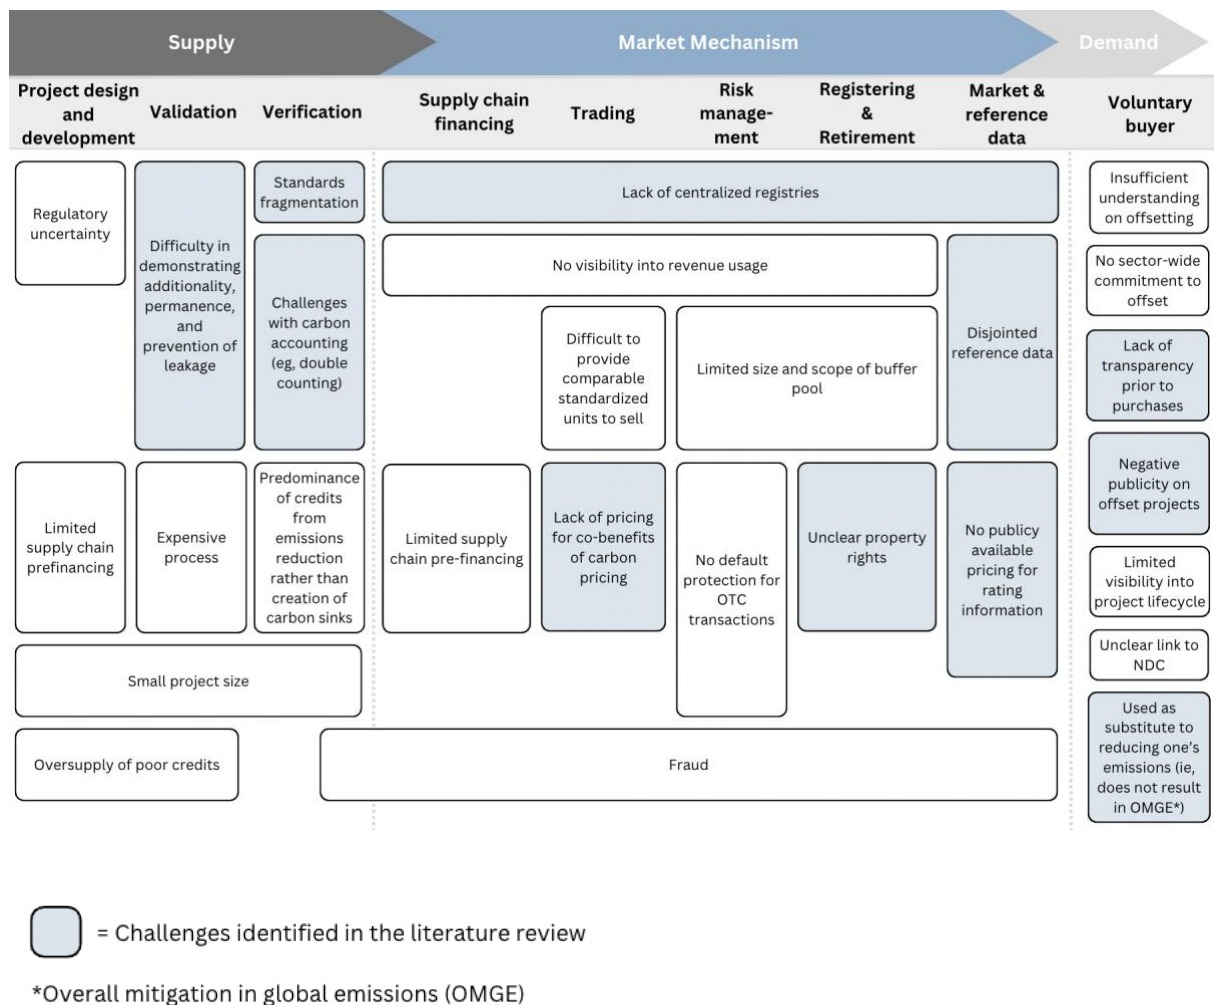 Supply
Market Mechanism
Demand
Project design
and
development
Validation
Verification
Supply chain
financing
Trading
Risk
manage-
ment
Registering
&
Retirement
Market &
reference
data
Voluntary
buyer
Regulatory
uncertainty
Difficulty in
demonstrating
additionality,
permanence,
and
prevention of
leakage
Standards
fragmentation
Challenges
with carbon
accounting
(eg, double
counting)
Lack of centralized registries
No visibility into revenue usage
Difficult to
provide
comparable
standardized
units to sell
Limited size and scope of buffer
pool
Disjointed
reference data
Limited
supply chain
prefinancing
Expensive
process
Predominance
of credits
from
emissions
reduction
rather than
creation of
carbon sinks
Limited supply
chain pre-financing
Lack of pricing
for co-benefits
of carbon
pricing
No default
protection for
OTC
transactions
Unclear property
rights
No publicy
available
pricing for
rating
information
Small project size
Oversupply of poor credits
Fraud
Insufficient
understanding
on offsetting
No sector-wide
commitment to
offset
Lack of
transparency
prior to
purchases
Negative
publicity on
offset projects
Limited
visibility into
project lifecycle
Unclear link to
NDC
Used as
substitute to
reducing one's
emissions (ie,
does not result
in OMGE*)
= Challenges identified in the literature review
*Overall mitigation in global emissions (OMGE)